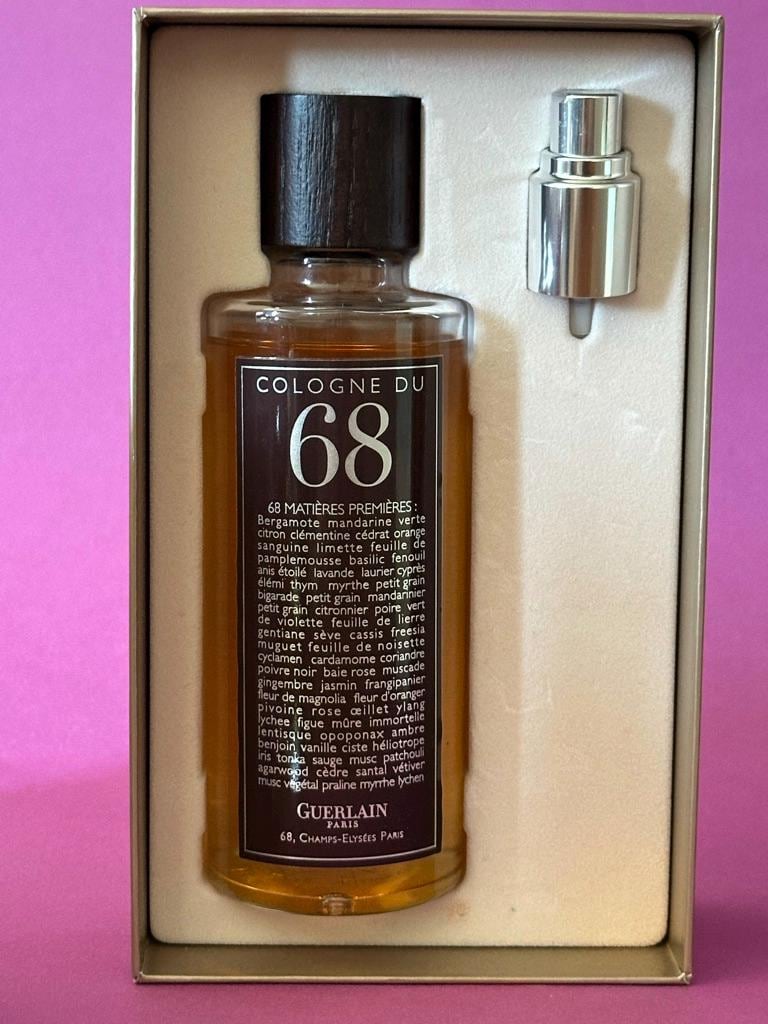 COLOGNE DU
68
68 MATIÈRES PREMIÈRES :
Bergamote mandarine verte
citron clémentine cédrat orange
sanguine limette feuille de
pamplemousse basilic fenouil
anis étoilé lavande laurier cyprès
élémi thym myrrhe petit grain
bigarade petit grain mandarinier
petit grain citronnier poire vert
de violette feuille de lierre
gentiane sève cassis freesia
muguet feuille de noisette
cyclamen cardamome coriandre
poivre noir baie rose muscade
gingembre jasmin frangipanier
fleur de magnolia fleur d'oranger
pivoine rose œillet ylang
lychee figue mûre immortelle
lentisque opoponax ambre
benjoin vanille ciste héliotrope
iris tonka sauge musc patchouli
agarwood cèdre santal vétiver
musc végétal praline myrrhe lychen
GUERLAIN
PARIS
68, CHAMPS-ELYSÉES PARIS